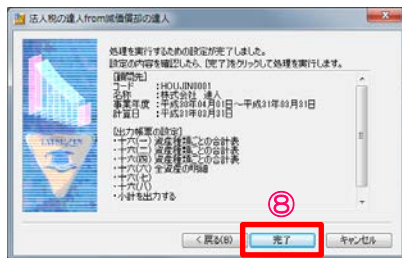 法人税の達人from減価償却の達人
処理を実行するための設定が完了しました。
設定の内容を確認したら、[完了]をクリックして処理を実行します。
[顧問先]
コード :HOUJIN0001
名称 :株式会社 達人
事業年度 :平成30年04月01日～平成31年03月31日
計算日 :平成31年03月31日
[出力帳票の設定]
・十六(一) 資産種類ごとの合計表
・十六(二) 資産種類ごとの合計表
・十六(四) 資産種類ごとの合計表
・十六(六) 全資産の明細
・十六(七)
・十六(八)
・小計を出力する
⑧
< 戻る(B)
完了
キャンセル